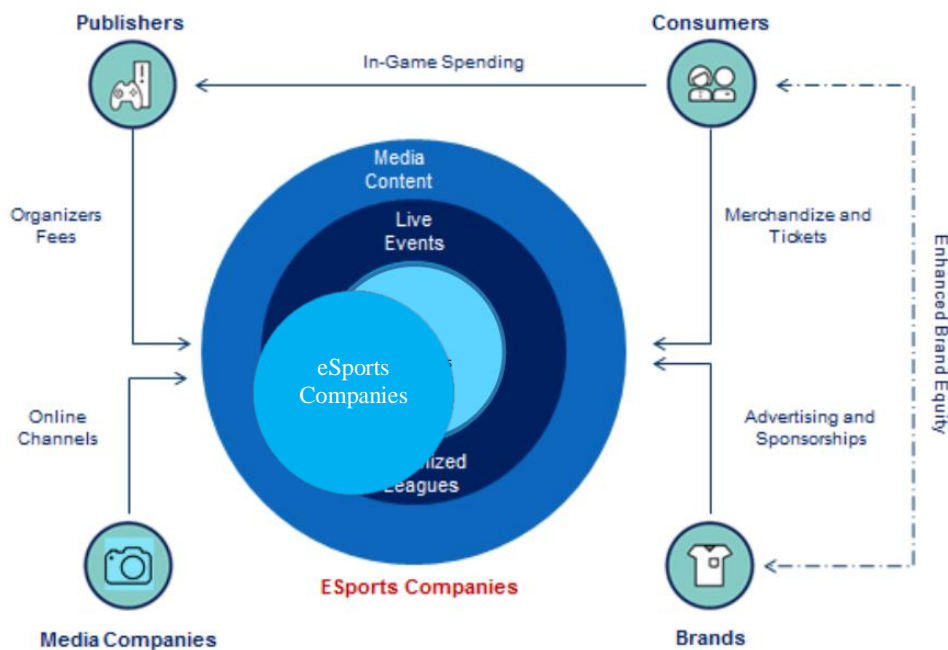 Publishers
Consumers
In-Game Spending
Media
Content
Organizers
Fees
Live
Events
Merchandize and
Tickets
Enhanced Brand Equity
eSports
Companies
Online
Channels
Advertising and
Sponsorships
Leagues
ESports Companies
Media Companies
Brands